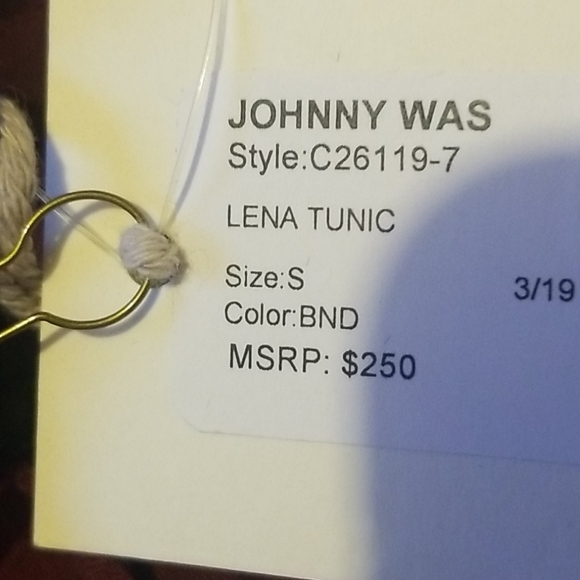 JOHNNY WAS
Style:C26119-7
LENA TUNIC
Size:S
3/19
Color:BND
MSRP: $250